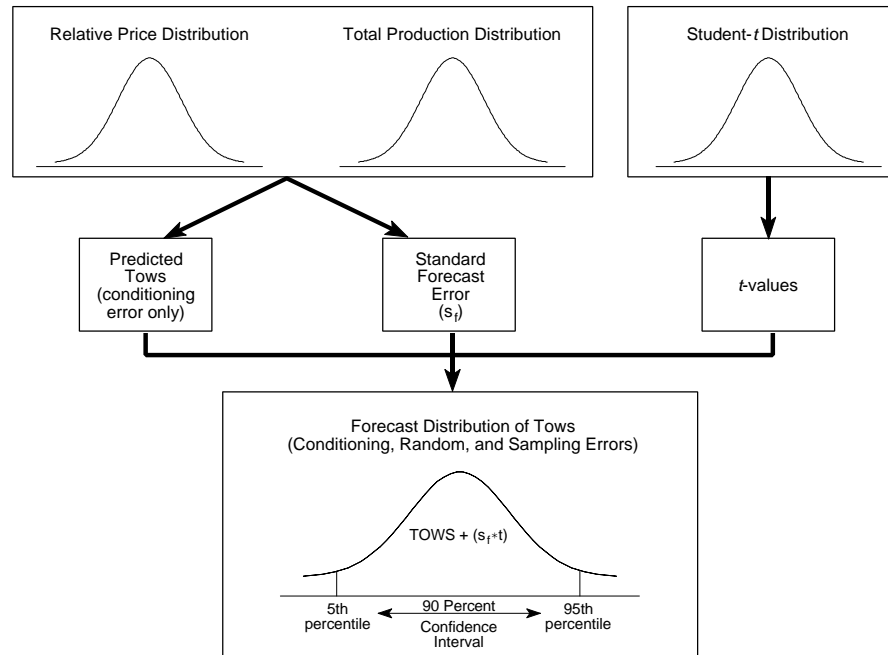 Relative Price Distribution
Total Production Distribution
Student-t Distribution
Predicted
Tows
(conditioning
error only)
Standard
Forecast
Error
(sf)
t-values
Forecast Distribution of Tows
(Conditioning, Random, and Sampling Errors)
TOWS + (sf*t)
5th
percentile
90 Percent
Confidence
Interval
95th
percentile